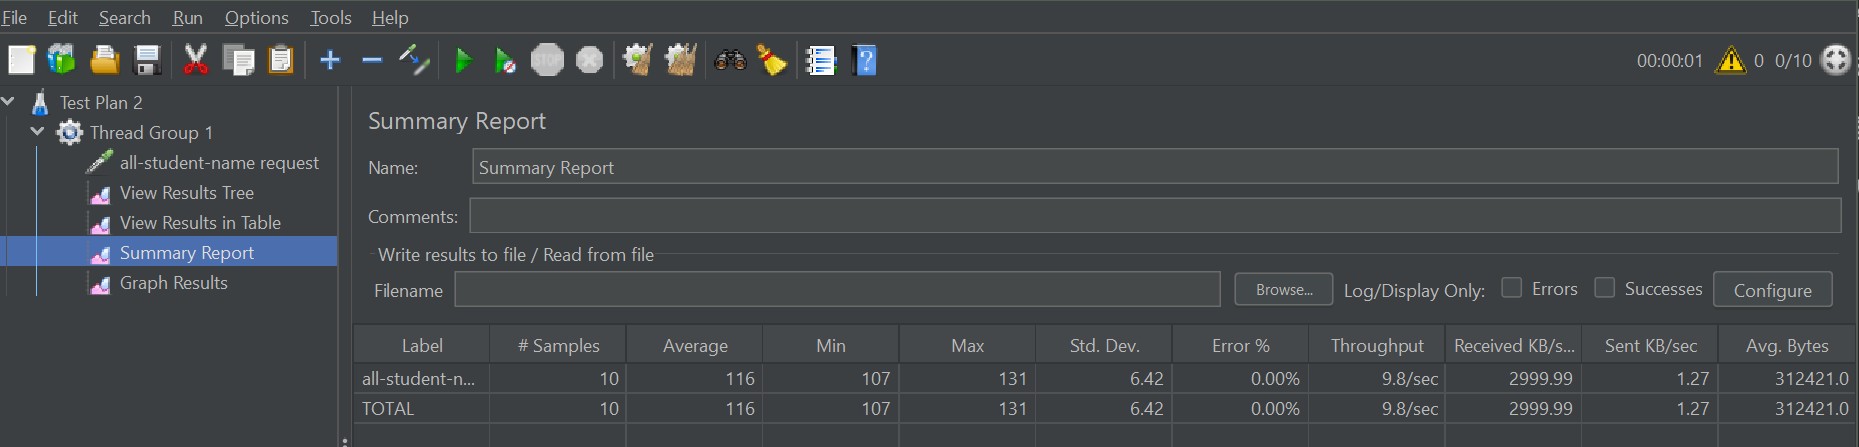 File Edit Search Run Options Tools Help
00:00:01 0 0/10
Test Plan 2
Thread Group 1
all-student-name request
View Results Tree
View Results in Table
Summary Report
Graph Results
Summary Report
Name: Summary Report
Comments:
Write results to file / Read from file
Filename Browse... Log/Display Only: Errors Successes Configure
Label # Samples Average Min Max Std. Dev. Error % Throughput Received KB/s... Sent KB/sec Avg. Bytes
all-student-n... 10 116 107 131 6.42 0.00% 9.8/sec 2999.99 1.27 312421.0
TOTAL 10 116 107 131 6.42 0.00% 9.8/sec 2999.99 1.27 312421.0